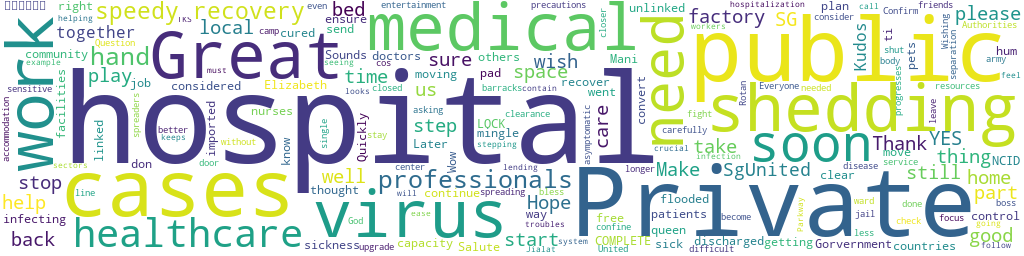 work
speedy recovery
Great
hospital
medical
public
need
Private
shedding
cases
virus
healthcare
professionals
soon
local
bed
together
hand
play
time
us
sure
space
wish
step
care
others
Mani
moving
pad
doctors
Elizabeth
Sounds
cured
send
ensure
right
helping
TKS
entertainment
closer
even
Question
camp
cos
seeing
must
looks
closed
barracks
contain
asking
clearance
recover
went
convert
unlinked
hospitalization
precautions
factory
SG
ti
please
plan
consider
call
Confirm
friends
Authorities
workers
shut
body
Kudos
pets
hum
Wishing
separation
army
feel
example
progresses
Everyone
needed
resources
Rotan
fight
leave
carefully
crucial
infection
take
Thank
YES
thing
NCID
still
move
service
disease
clear
home
part
control
good
countries
Gorvernment
getting
difficult
discharged
sick
patients
become
Parkway
ward
jail
less
done
check
boss
focus
follow
Make
SgUnited
longer
flooded
queen
free
confine
COMPLETE
way
troubles
Hope
start
system
United
Jialat
Salute
capacity
ease
upgrade
God
will
continue
spreading
bless
center
lending
stepping
Later
mingle
LOCK
single
Quickly
Wow
asymptomatic
without
stay
well
thought
know
nurses
better
keeps
door
don
imported
considered
job
community
facilities
sensitive
accommodation
linked
spreaders
sectors
stop
help
line
infecting
back
sickness